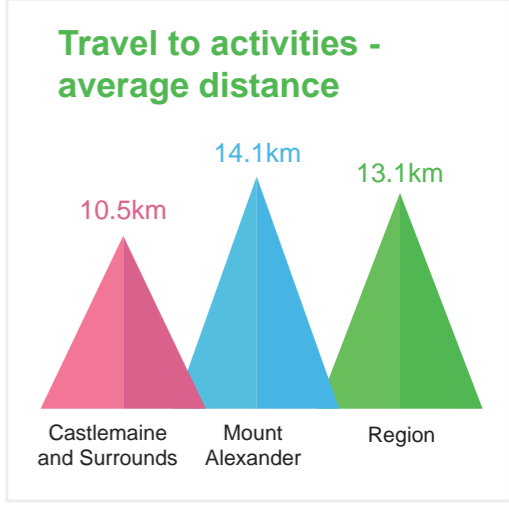 Travel to activities -
average distance
14.1km
13.1km
10.5km
Castlemaine
and Surrounds
Mount
Alexander
Region